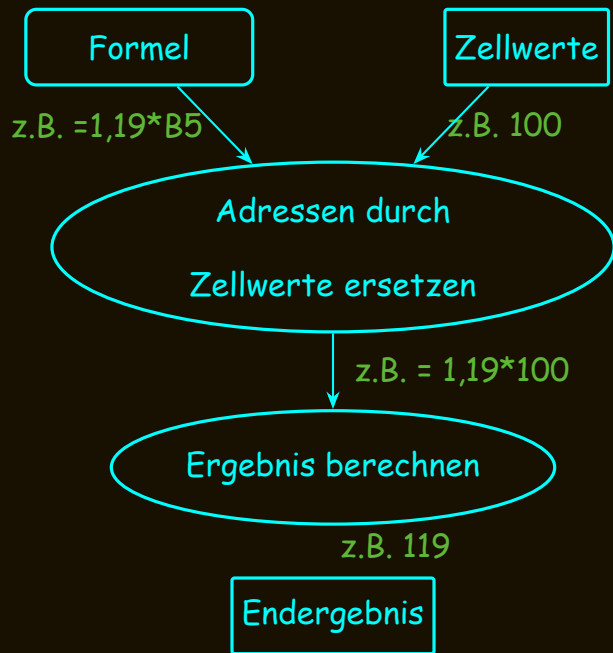 Formel
Zellwerte
z.B. =1,19*B5
z.B. 100
Adressen durch
Zellwerte ersetzen
z.B. = 1,19*100
Ergebnis berechnen
z.B. 119
Endergebnis